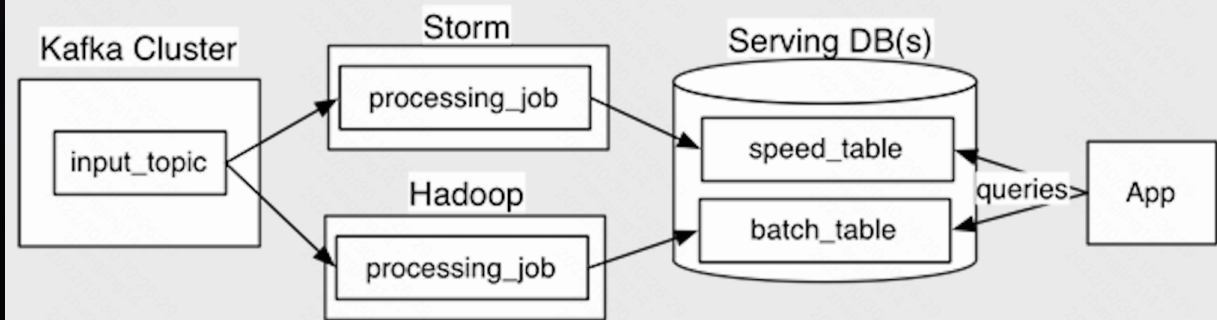 Kafka Cluster
input_topic
Storm
processing_job
Hadoop
processing_job
Serving DB(s)
speed_table
batch_table
queries
App